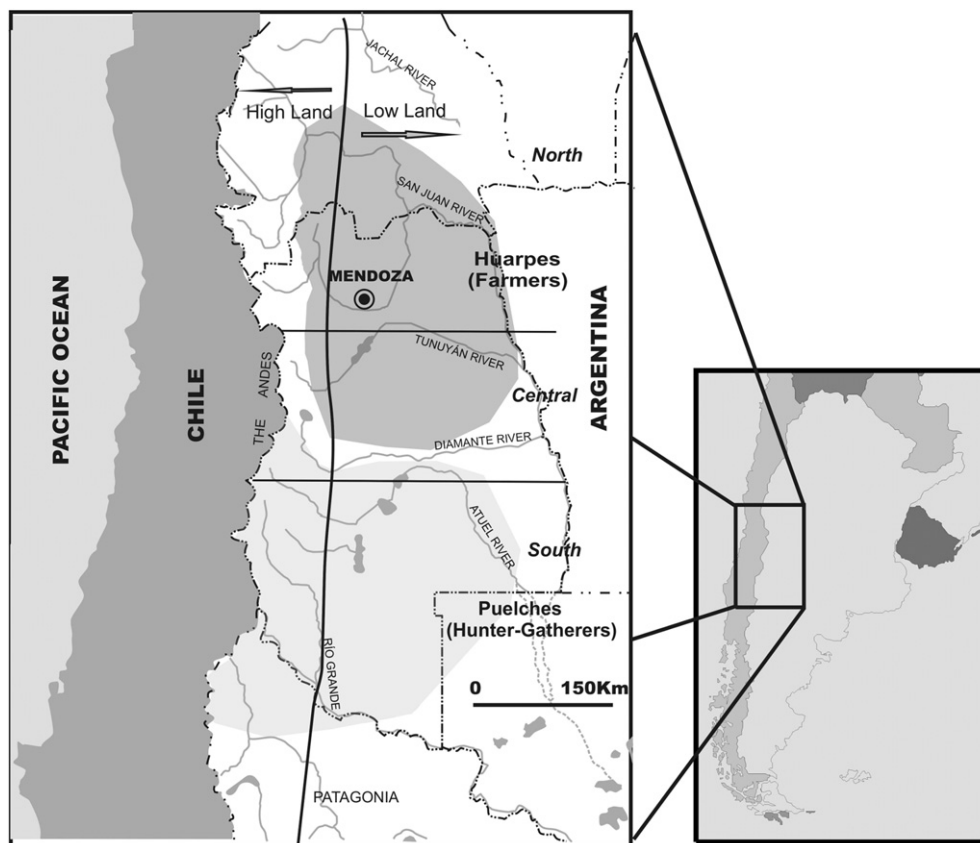 JACHAL RIVER
High Land
Low Land
North
SAN JUAN RIVER
Huarpes
(Farmers)
MENDOZA
PACIFIC OCEAN
CHILE
THE ANDES
TUNUYÁN RIVER
ARGENTINA
Central
DIAMANTE RIVER
ATUEL RIVER
South
Puelches
(Hunter-Gatherers)
RÍO GRANDE
0 150Km
PATAGONIA